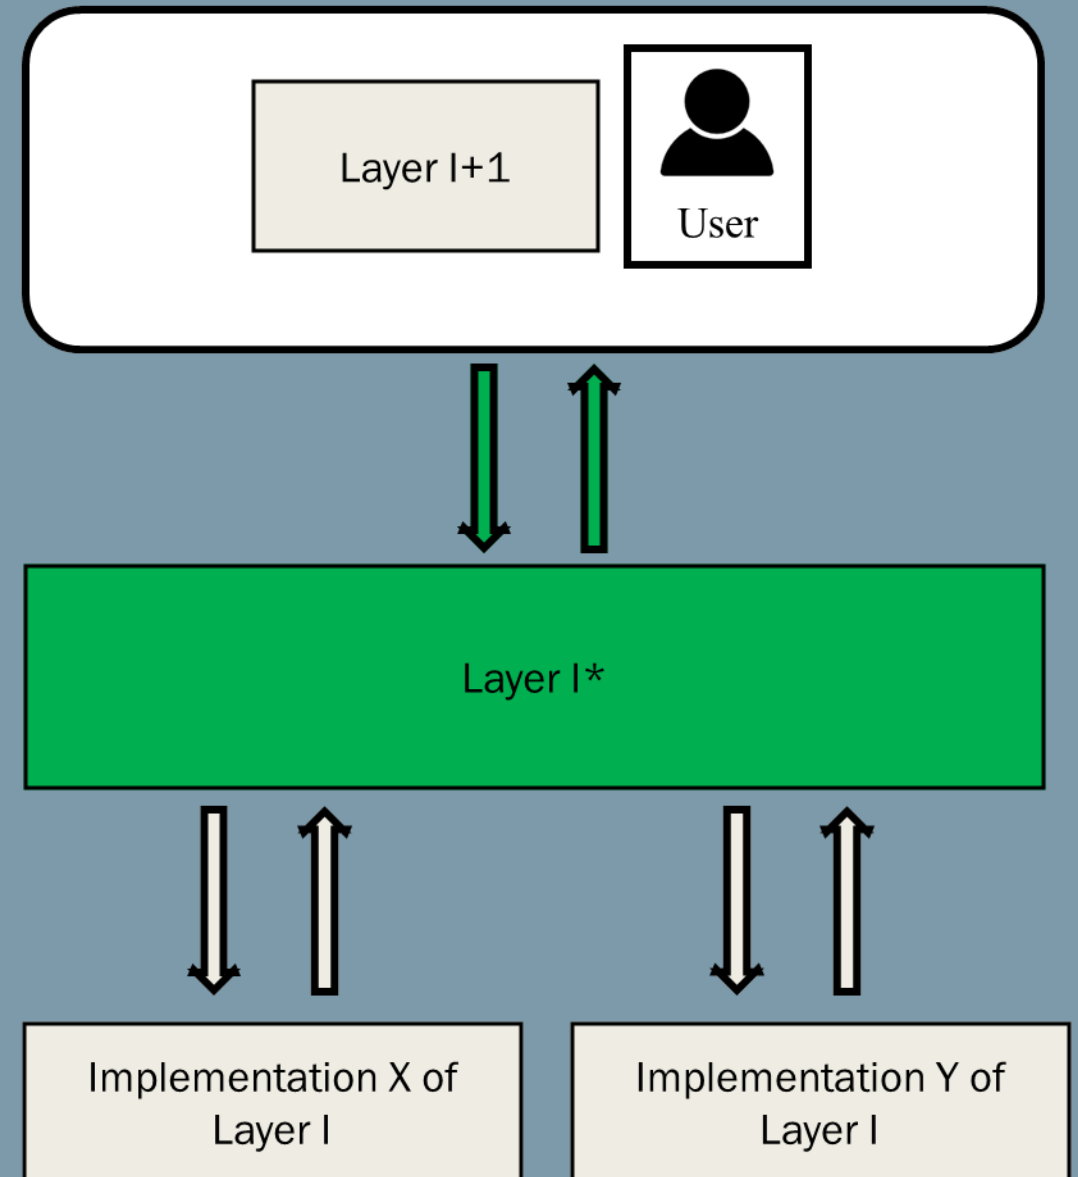 Layer I+1
User
Layer I*
Implementation X of
Layer I
Implementation Y of
Layer I